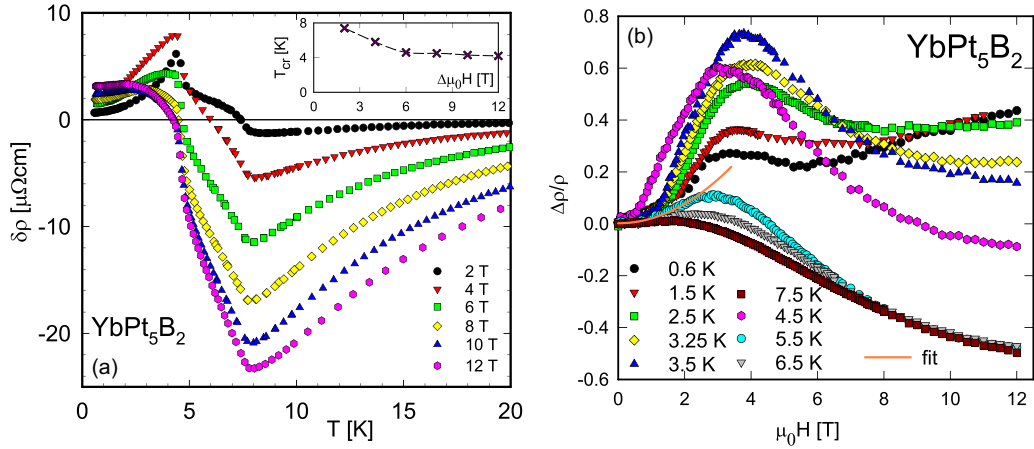 8
4
0
T_cr [K]
0 3 6 9 12
Δμ₀H [T]
10
0
-10
-20
δρ [μΩcm]
2 T
4 T
6 T
8 T
10 T
12 T
YbPt₅B₂
(a)
0 5 10 15 20
T [K]
(b)
YbPt₅B₂
0.8
0.6
0.4
0.2
0.0
-0.2
-0.4
-0.6
Δρ/ρ
0.6 K
1.5 K
2.5 K
3.25 K
3.5 K
7.5 K
4.5 K
5.5 K
6.5 K
fit
0 2 4 6 8 10 12
μ₀H [T]